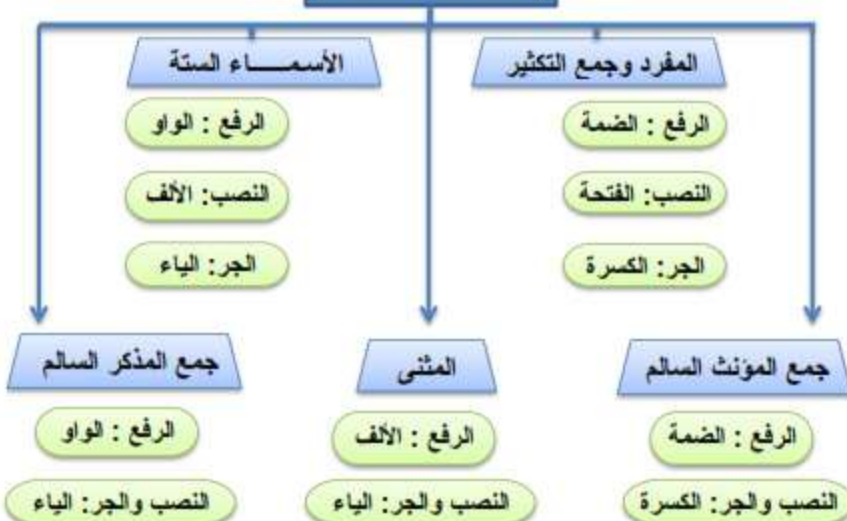 المفرد وجمع التكثير
الرفع : الضمة
النصب: الفتحة
الجر: الكسرة
الأسمـــــاء الستة
الرفع : الواو
النصب: الألف
الجر: الياء
جمع المؤنث السالم
الرفع : الضمة
النصب والجر: الكسرة
المثنى
الرفع : الألف
النصب والجر: الياء
جمع المذكر السالم
الرفع : الواو
النصب والجر: الياء